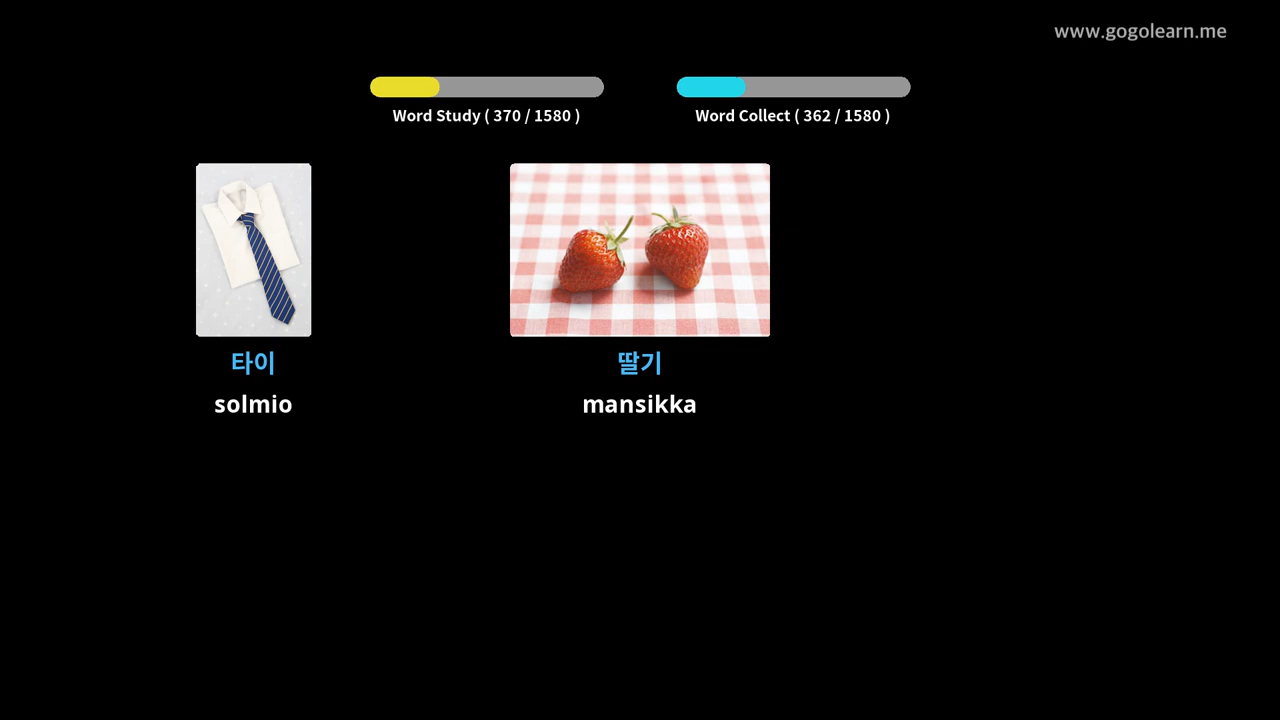 www.gogolearn.me
Word Study ( 370 / 1580 )
Word Collect ( 362 / 1580 )
타이
solmio
딸기
mansikka